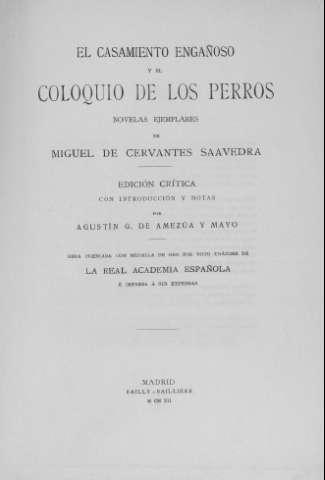 EL CASAMIENTO ENGAÑOSO
Y EL
COLOQUIO DE LOS PERROS
NOVELAS EJEMPLARES
DE
MIGUEL DE CERVANTES SAAVEDRA
EDICIÓN CRÍTICA
CON INTRODUCCIÓN Y NOTAS
POR
AGUSTÍN G. DE AMEZÚA Y MAYO
OBRA PREMIADA CON MEDALLA DE ORO POR VOTO UNÁNIME DE
LA REAL ACADEMIA ESPAÑOLA
É IMPRESA Á SUS EXPENSAS
MADRID
BAILLY-BAILLIERE
M CM XII